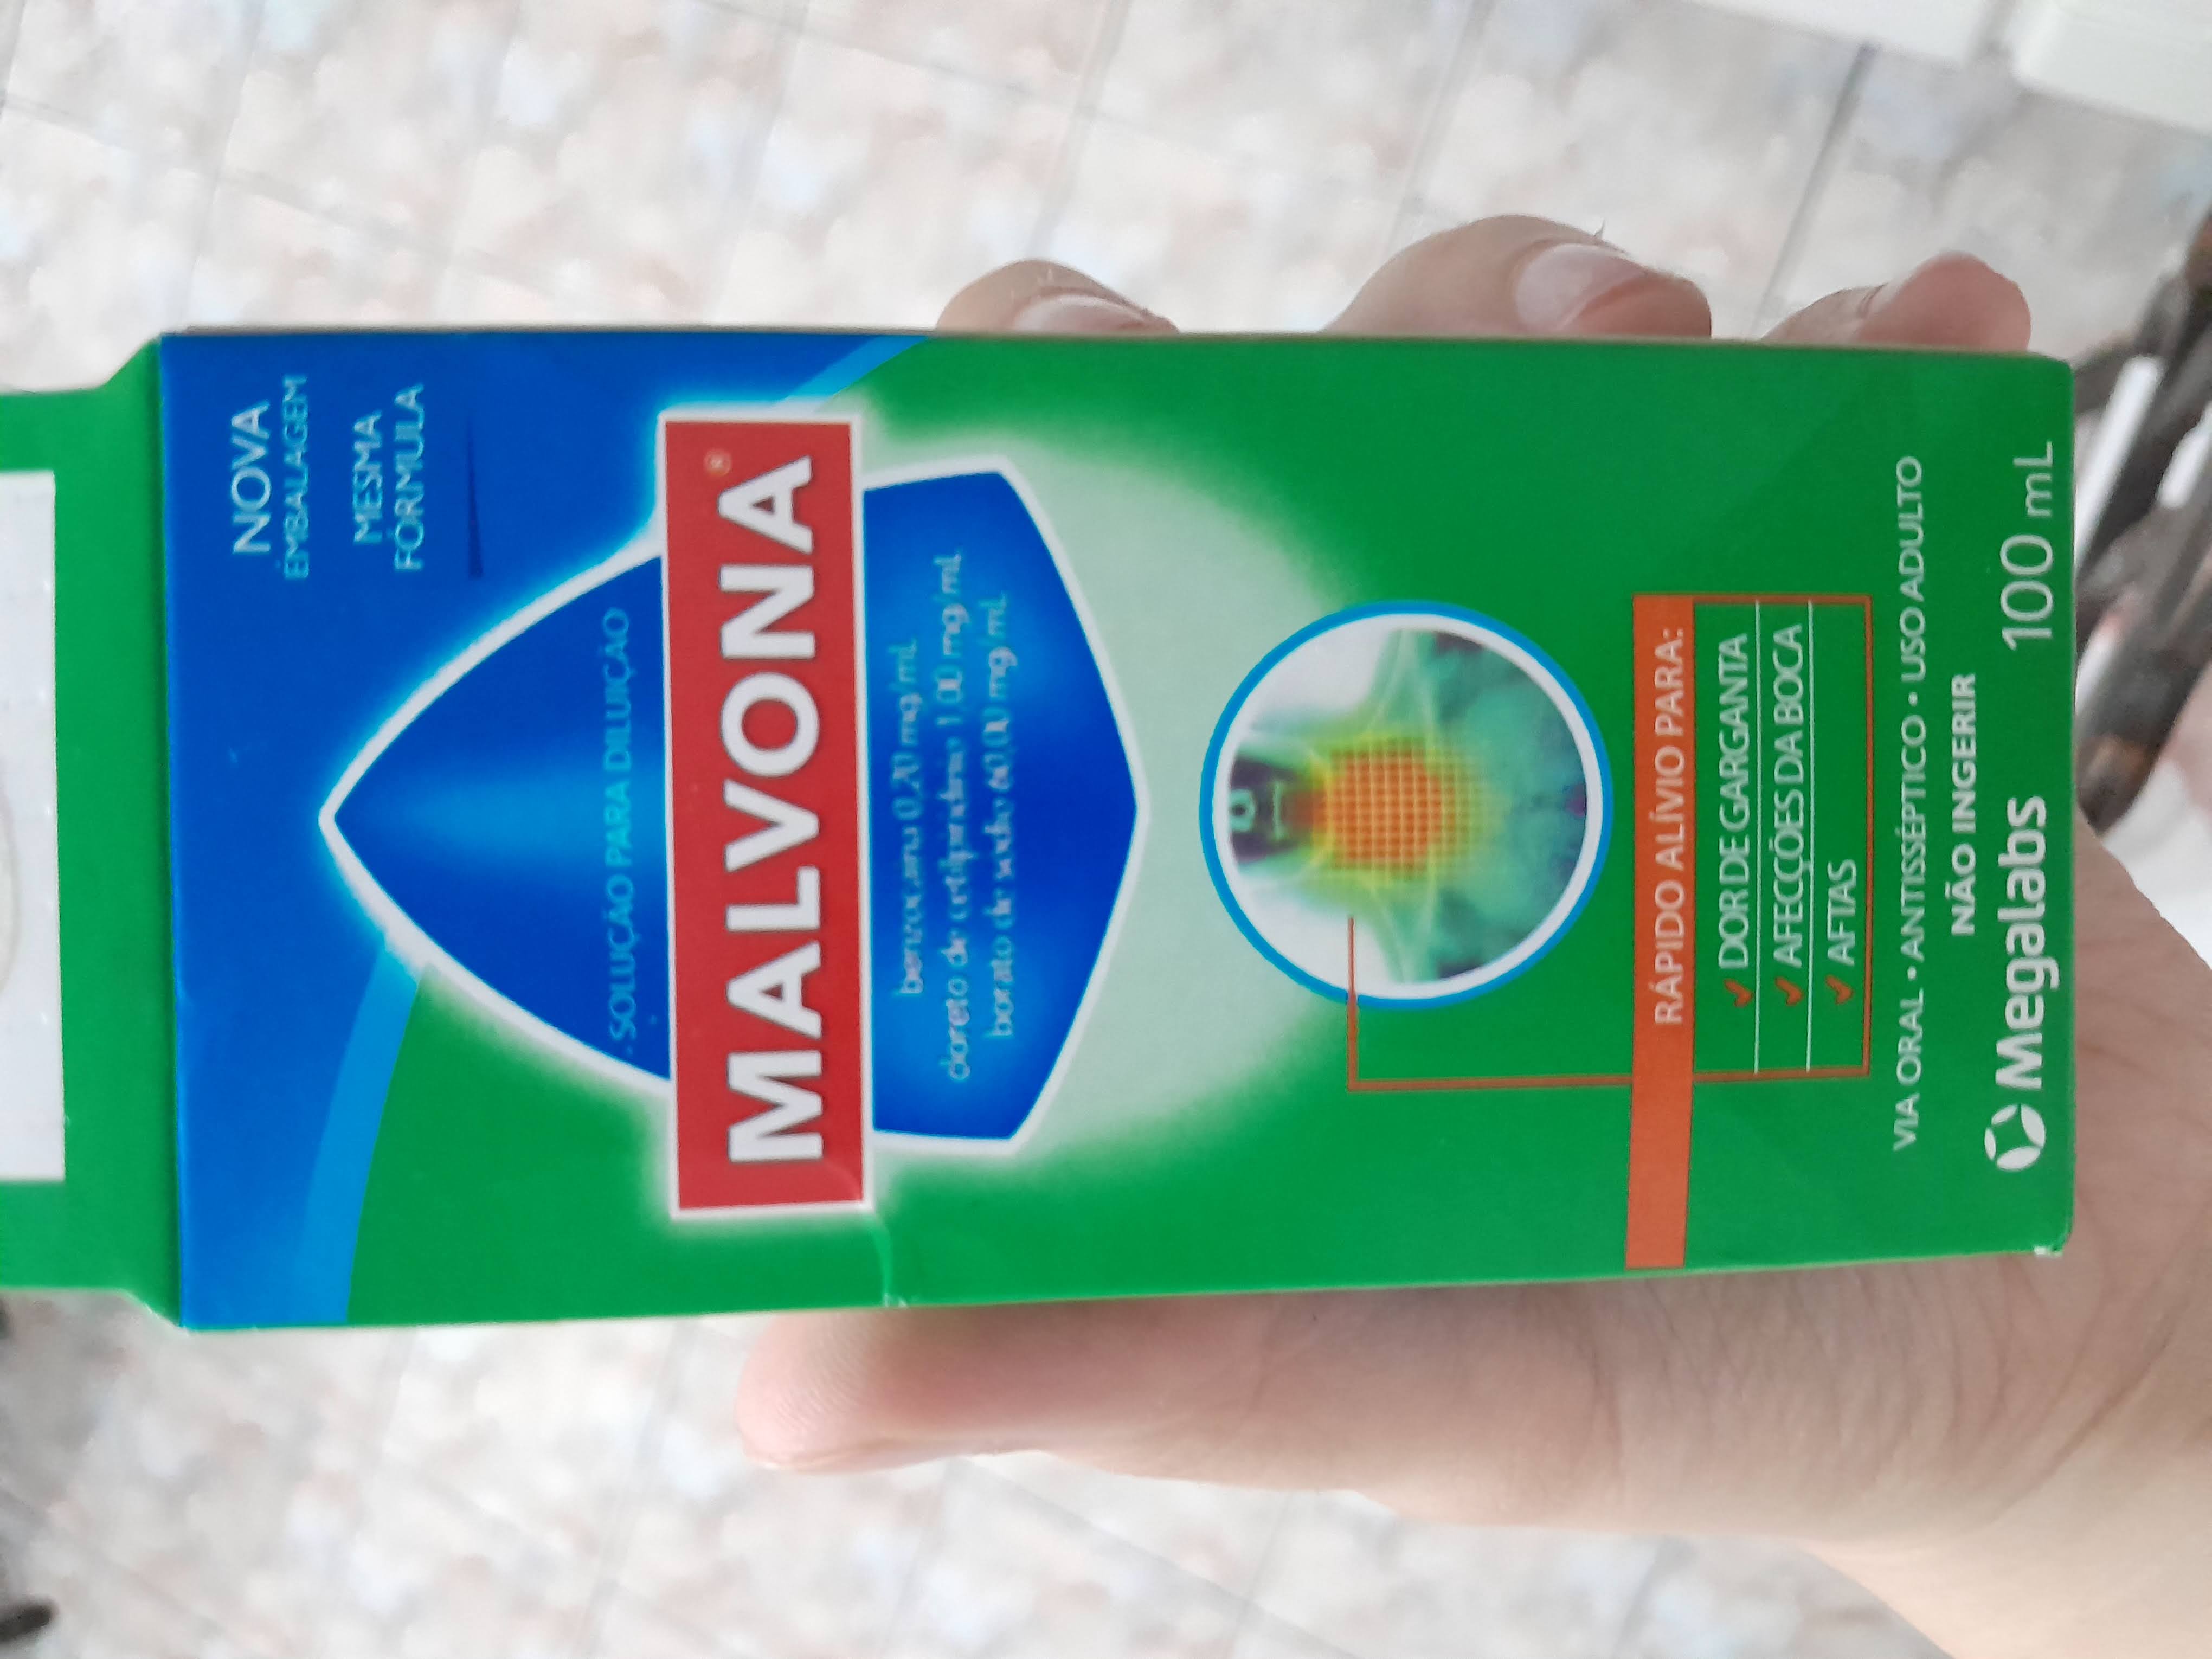 NOVA
EMBALAGEM
MESMA
FÓRMULA
SOLUÇÃO PARA DILUIÇÃO
MALVONA®
benzocaína 0,20 mg/mL
cloreto de cetilpiridínio 1,00 mg/mL
borato de sódio 60,00 mg/mL
RÁPIDO ALÍVIO PARA:
DOR DE GARGANTA
AFECÇÕES DA BOCA
AFTAS
VIA ORAL • ANTISSÉPTICO • USO ADULTO
NÃO INGERIR
Megalabs
100 mL